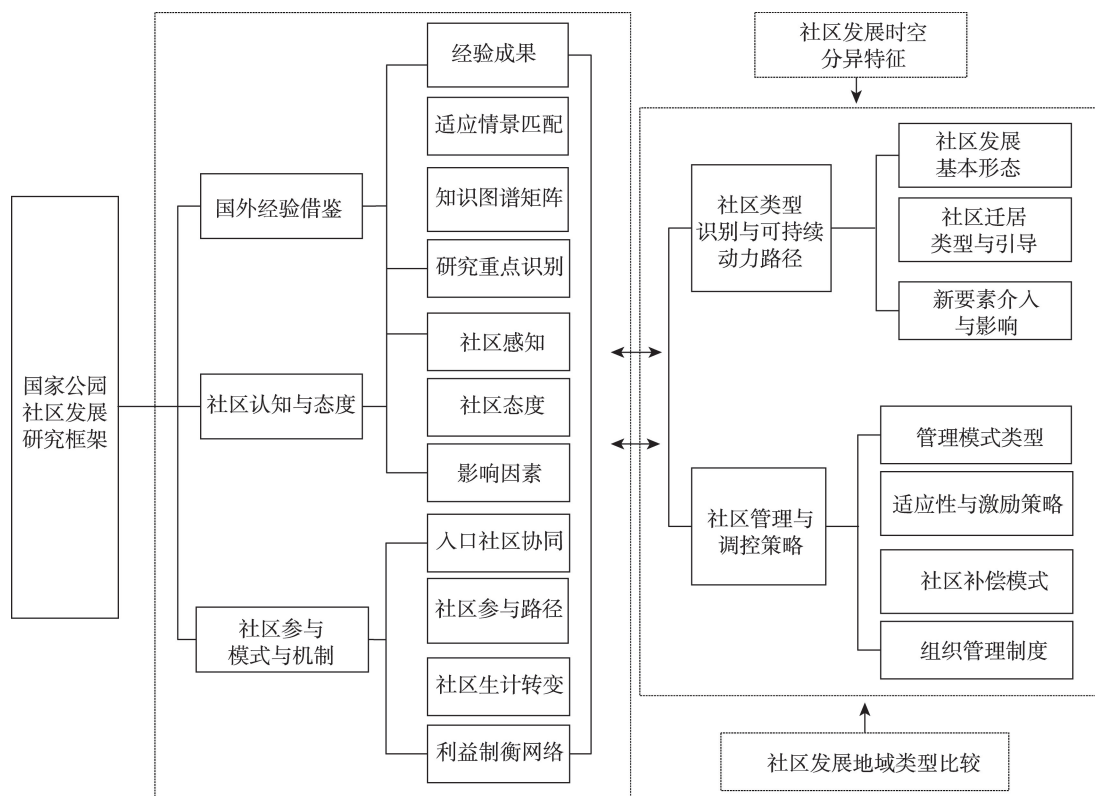 国家公园
社区发展
研究框架
国外经验借鉴
社区认知与态度
社区参与
模式与机制
经验成果
适应情景匹配
知识图谱矩阵
研究重点识别
社区感知
社区态度
影响因素
入口社区协同
社区参与路径
社区生计转变
利益制衡网络
社区发展时空
分异特征
社区类型
识别与可持续
动力路径
社区发展
基本形态
社区迁居
类型与引导
新要素介入
与影响
社区管理与
调控策略
管理模式类型
适应性与激励策略
社区补偿模式
组织管理制度
社区发展地域类型比较